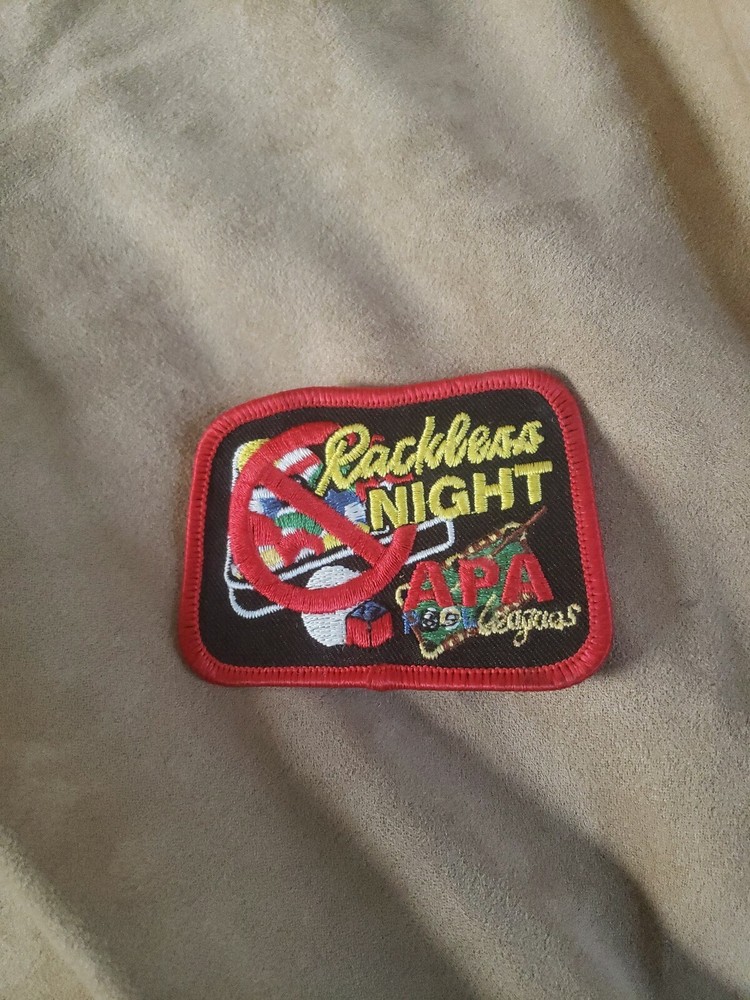 Rackless
NIGHT
APA
POOL Leagues